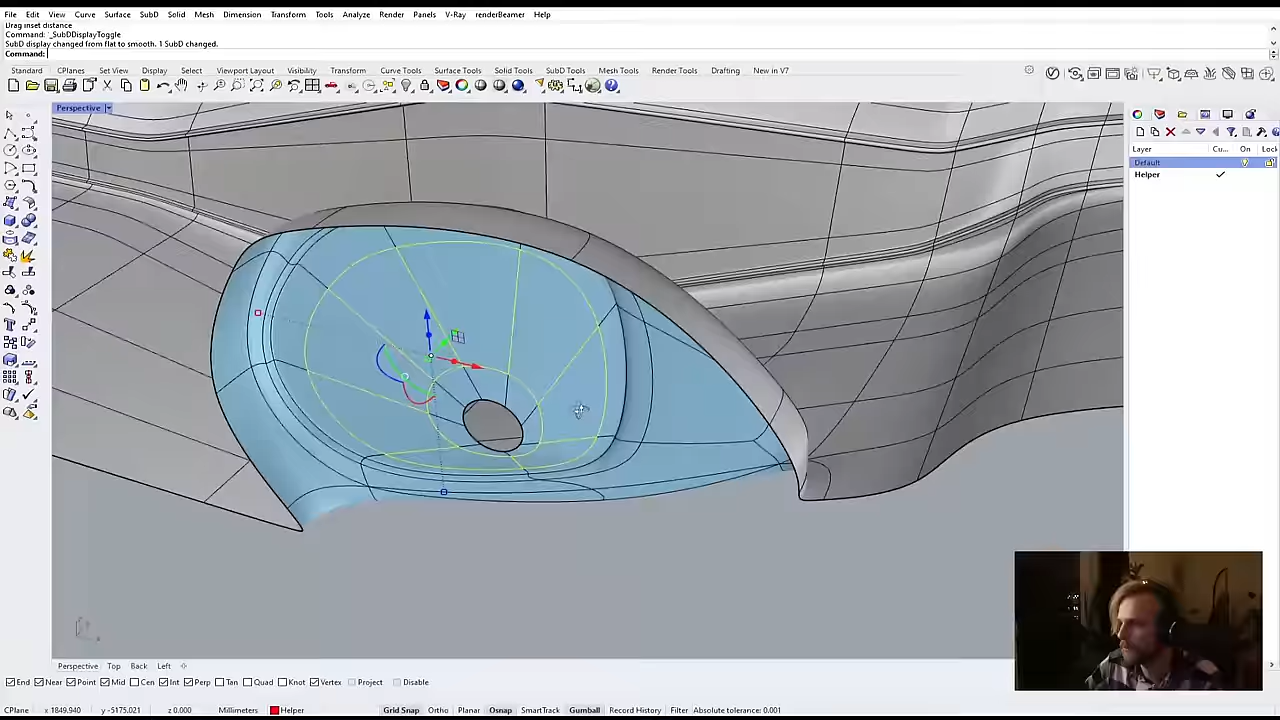 File Edit View Curve Surface SubD Solid Mesh Dimension Transform Tools Analyze Render Panels V-Ray renderBeamer Help
Drag inset distance
Command: '_SubDDisplayToggle
SubD display changed from flat to smooth. 1 SubD changed.
Command:
Standard CPlanes Set View Display Select Viewport Layout Visibility Transform Curve Tools Surface Tools Solid Tools SubD Tools Mesh Tools Render Tools Drafting New in V7
Perspective
Layer Cu... On Lock
Default
Helper
Perspective Top Back Left
End Near Point Mid Cen Int Perp Tan Quad Knot Vertex Project Disable
CPlane x 1849.940 y -5175.021 z 0.000 Millimeters Helper Grid Snap Ortho Planar Osnap SmartTrack Gumball Record History Filter Absolute tolerance: 0.001